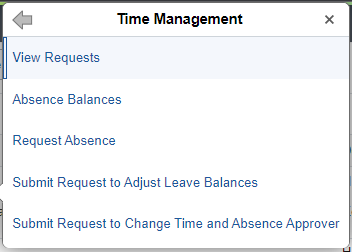 Time Management
View Requests
Absence Balances
Request Absence
Submit Request to Adjust Leave Balances
Submit Request to Change Time and Absence Approver